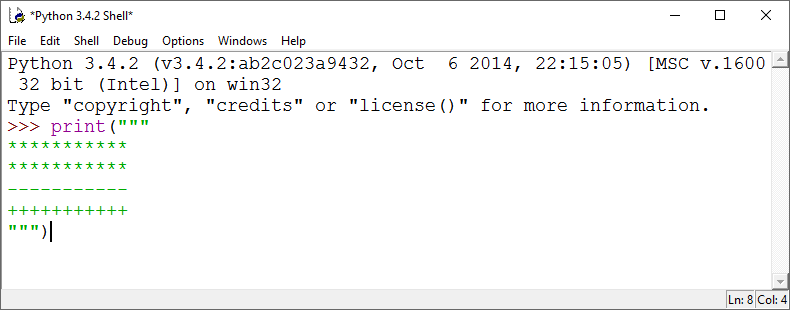 *Python 3.4.2 Shell*
File Edit Shell Debug Options Windows Help
Python 3.4.2 (v3.4.2:ab2c023a9432, Oct  6 2014, 22:15:05) [MSC v.1600
 32 bit (Intel)] on win32
Type "copyright", "credits" or "license()" for more information.
>>> print("""
***********
***********
-----------
+++++++++++
""")
Ln: 8 Col: 4